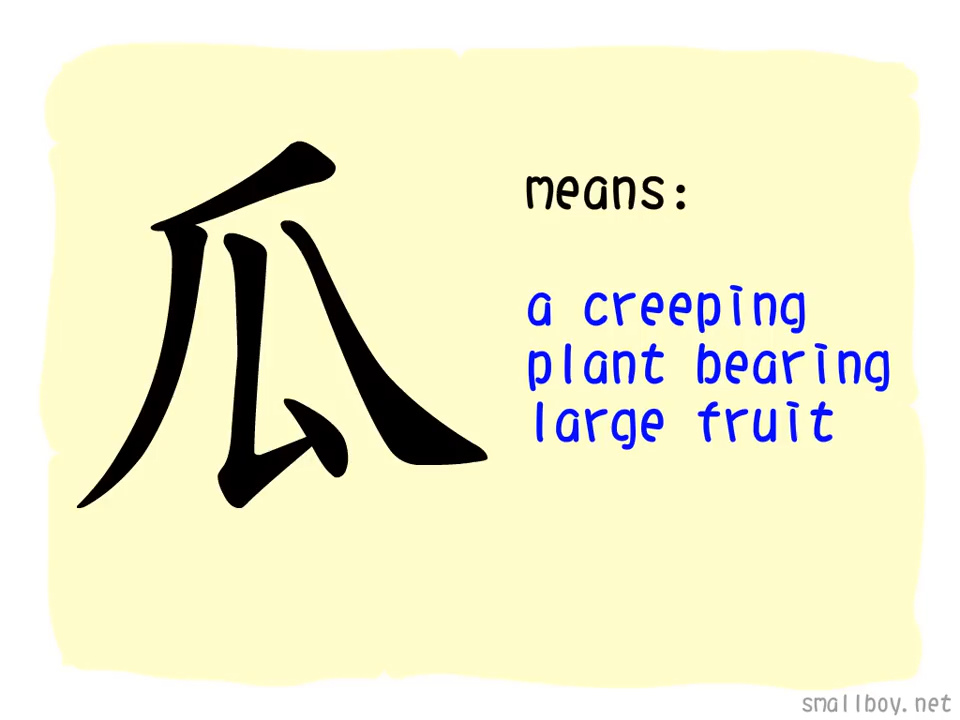 瓜
means:
a creeping
plant bearing
large fruit
smallboy.net